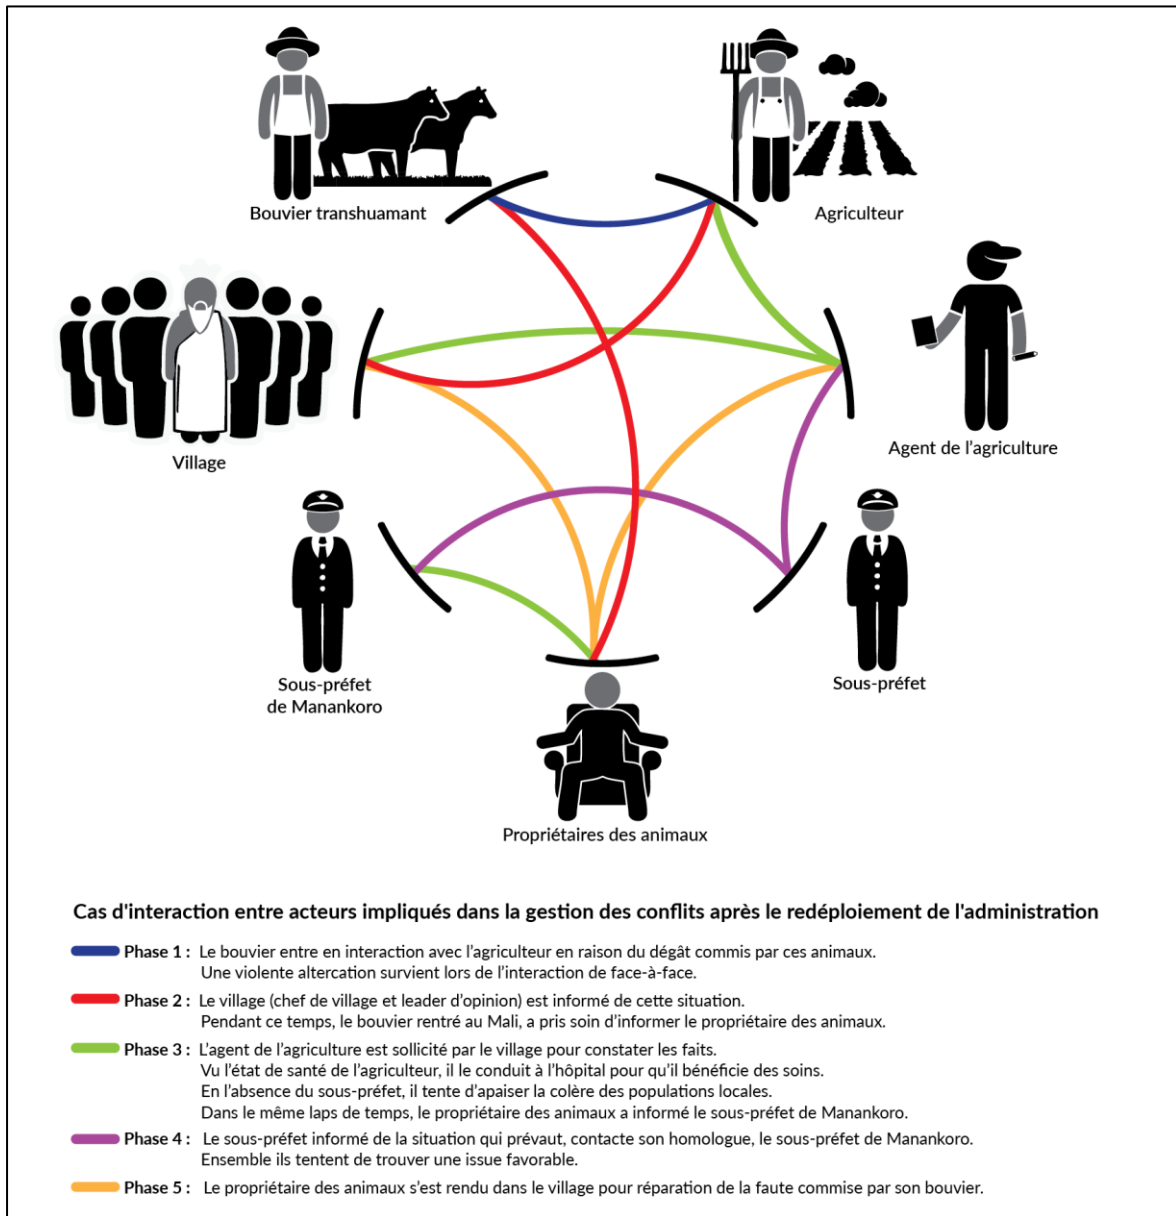 Bouvier transhuamant
Agriculteur
Village
Agent de l'agriculture
Sous-préfet
de Manankoro
Sous-préfet
Propriétaires des animaux
Cas d'interaction entre acteurs impliqués dans la gestion des conflits après le redéploiement de l'administration
Phase 1 : Le bouvier entre en interaction avec l'agriculteur en raison du dégât commis par ces animaux.
Une violente altercation survient lors de l'interaction de face-à-face.
Phase 2 : Le village (chef de village et leader d'opinion) est informé de cette situation.
Pendant ce temps, le bouvier rentré au Mali, a pris soin d'informer le propriétaire des animaux.
Phase 3 : L'agent de l'agriculture est sollicité par le village pour constater les faits.
Vu l'état de santé de l'agriculteur, il le conduit à l'hôpital pour qu'il bénéficie des soins.
En l'absence du sous-préfet, il tente d'apaiser la colère des populations locales.
Dans le même laps de temps, le propriétaire des animaux a informé le sous-préfet de Manankoro.
Phase 4 : Le sous-préfet informé de la situation qui prévaut, contacte son homologue, le sous-préfet de Manankoro.
Ensemble ils tentent de trouver une issue favorable.
Phase 5 : Le propriétaire des animaux s'est rendu dans le village pour réparation de la faute commise par son bouvier.